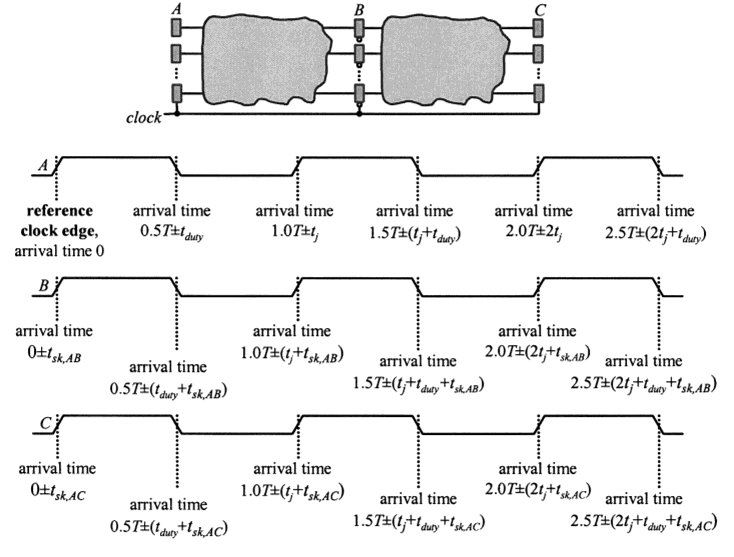 A B C
clock
A
reference clock edge, arrival time 0
arrival time 0.5T±t_duty
arrival time 1.0T±t_j
arrival time 1.5T±(t_j+t_duty)
arrival time 2.0T±2t_j
arrival time 2.5T±(2t_j+t_duty)
B
arrival time 0±t_sk,AB
arrival time 0.5T±(t_duty+t_sk,AB)
arrival time 1.0T±(t_j+t_sk,AB)
arrival time 1.5T±(t_j+t_duty+t_sk,AB)
arrival time 2.0T±(2t_j+t_sk,AB)
arrival time 2.5T±(2t_j+t_duty+t_sk,AB)
C
arrival time 0±t_sk,AC
arrival time 0.5T±(t_duty+t_sk,AC)
arrival time 1.0T±(t_j+t_sk,AC)
arrival time 1.5T±(t_j+t_duty+t_sk,AC)
arrival time 2.0T±(2t_j+t_sk,AC)
arrival time 2.5T±(2t_j+t_duty+t_sk,AC)